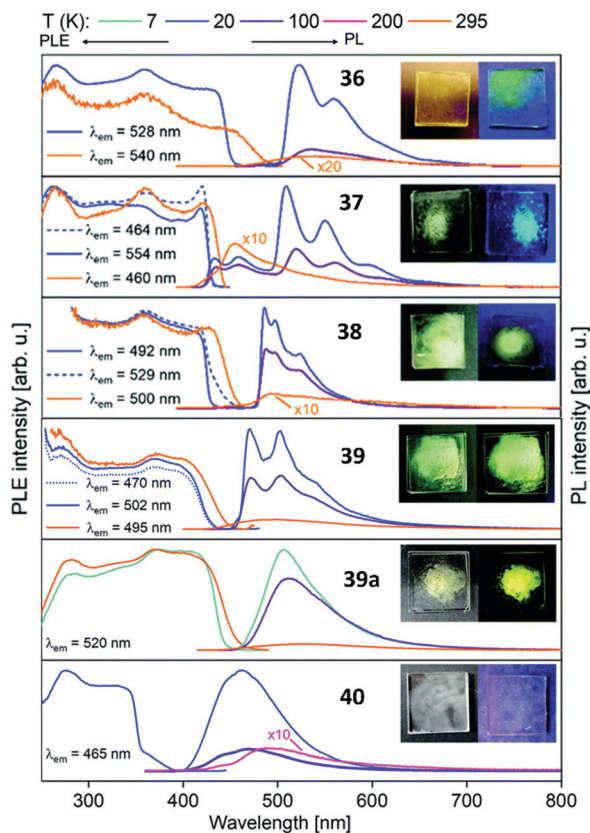 T (K): 7 20 100 200 295
PLE PL
36
λem = 528 nm
λem = 540 nm
x20
37
x10
λem = 464 nm
λem = 554 nm
λem = 460 nm
38
λem = 492 nm
λem = 529 nm
λem = 500 nm
x10
39
λem = 470 nm
λem = 502 nm
λem = 495 nm
39a
λem = 520 nm
40
x10
λem = 465 nm
PLE intensity [arb. u.]
PL intensity [arb. u.]
300 400 500 600 700 800
Wavelength [nm]